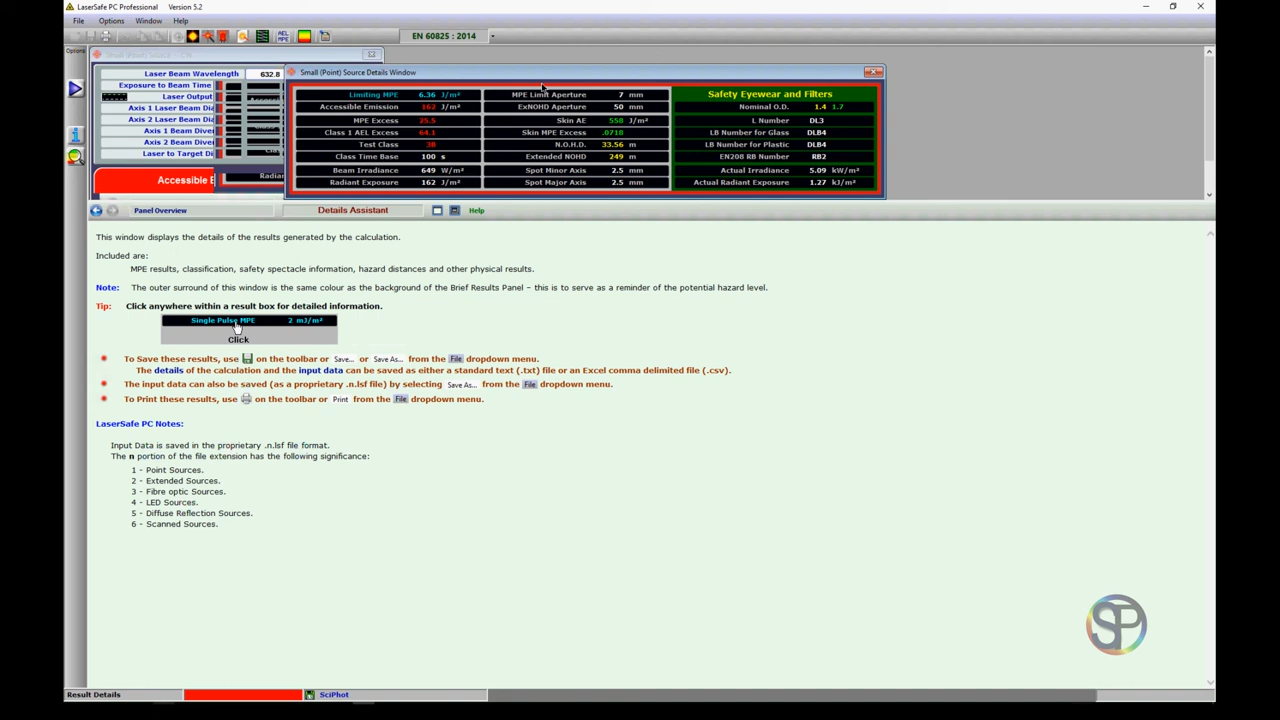 LaserSafe PC Professional Version 5.2
File Options Window Help
AEL MPE
EN 60825 : 2014
Options
Laser Beam Wavelength 632.8
Exposure to Beam Time
Laser Output
Axis 1 Laser Beam Dia
Axis 2 Laser Beam Dia
Axis 1 Beam Diver
Axis 2 Beam Diver
Laser to Target Di
Accessible E
Small (Point) Source Details Window
Limiting MPE 6.36 J/m²
Accessible Emission 162 J/m²
MPE Excess 25.5
Class 1 AEL Excess 64.1
Test Class 3B
Class Time Base 100 s
Beam Irradiance 649 W/m²
Radiant Exposure 162 J/m²
MPE Limit Aperture 7 mm
ExNOHD Aperture 50 mm
Skin AE 558 J/m²
Skin MPE Excess .0718
N.O.H.D. 33.56 m
Extended NOHD 249 m
Spot Minor Axis 2.5 mm
Spot Major Axis 2.5 mm
Safety Eyewear and Filters
Nominal O.D. 1.4 1.7
L Number DL3
LB Number for Glass DLB4
LB Number for Plastic DLB4
EN208 RB Number RB2
Actual Irradiance 5.09 kW/m²
Actual Radiant Exposure 1.27 kJ/m²
Panel Overview Details Assistant Help
This window displays the details of the results generated by the calculation.
Included are:
MPE results, classification, safety spectacle information, hazard distances and other physical results.
Note: The outer surround of this window is the same colour as the background of the Brief Results Panel – this is to serve as a reminder of the potential hazard level.
Tip: Click anywhere within a result box for detailed information.
Single Pulse MPE 2 mJ/m²
Click
To Save these results, use on the toolbar or Save... or Save As... from the File dropdown menu.
The details of the calculation and the input data can be saved as either a standard text (.txt) file or an Excel comma delimited file (.csv).
The input data can also be saved (as a proprietary .n.lsf file) by selecting Save As... from the File dropdown menu.
To Print these results, use on the toolbar or Print from the File dropdown menu.
LaserSafe PC Notes:
Input Data is saved in the proprietary .n.lsf file format.
The n portion of the file extension has the following significance:
1 - Point Sources.
2 - Extended Sources.
3 - Fibre optic Sources.
4 - LED Sources.
5 - Diffuse Reflection Sources.
6 - Scanned Sources.
SP
Result Details SciPhot